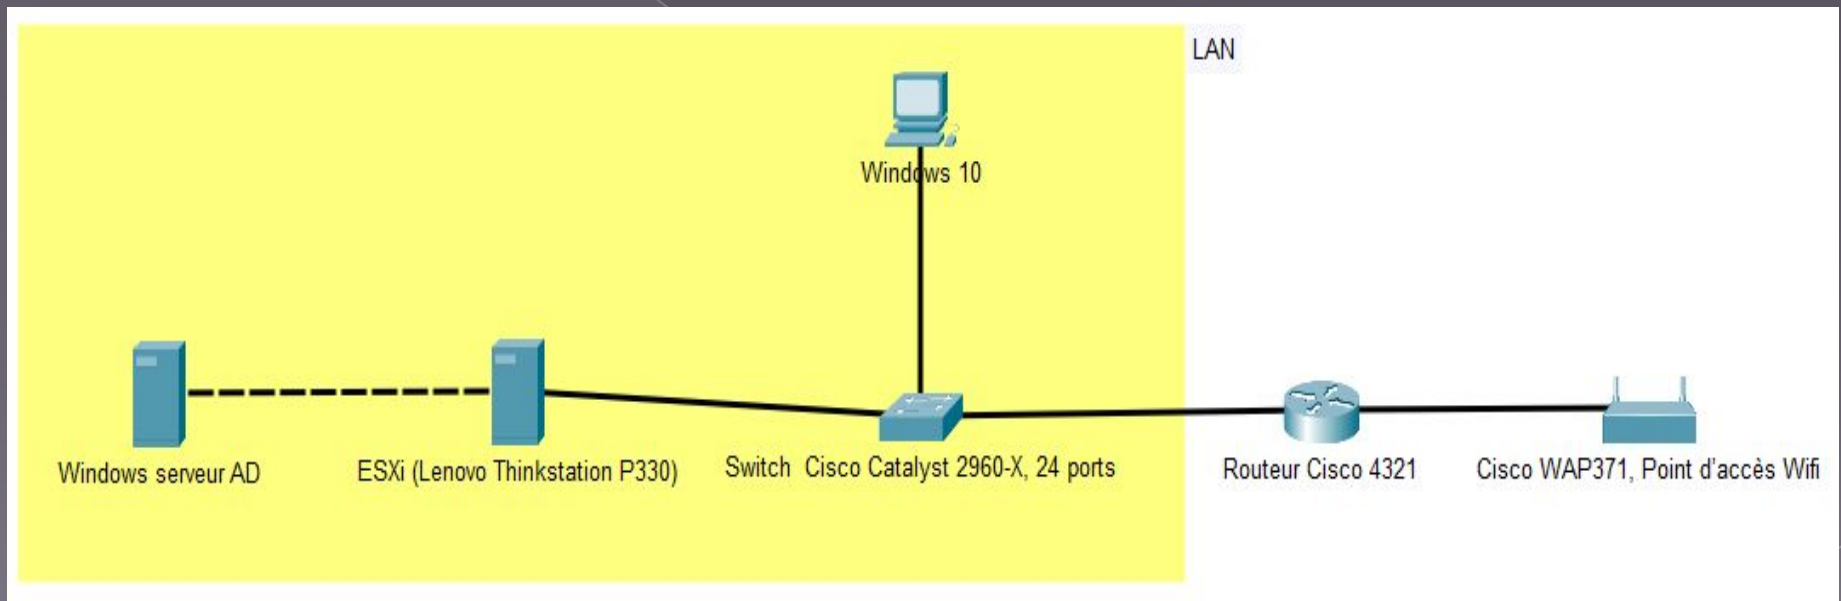 LAN
Windows 10
Windows serveur AD
ESXi (Lenovo Thinkstation P330)
Switch Cisco Catalyst 2960-X, 24 ports
Routeur Cisco 4321
Cisco WAP371, Point d'accès Wifi